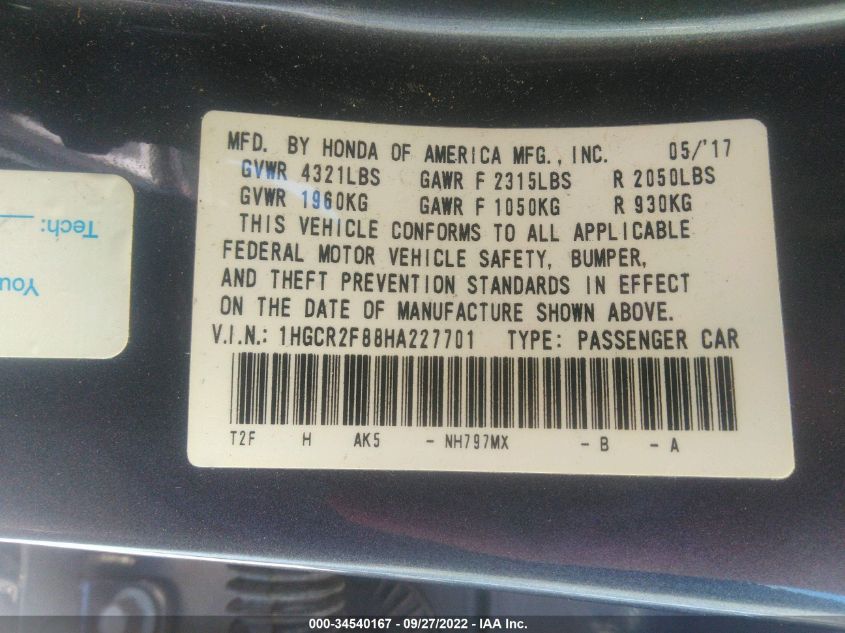 MFD. BY HONDA OF AMERICA MFG., INC. 05/'17
GVWR 4321LBS GAWR F 2315LBS R 2050LBS
GVWR 1960KG GAWR F 1050KG R 930KG
THIS VEHICLE CONFORMS TO ALL APPLICABLE
FEDERAL MOTOR VEHICLE SAFETY, BUMPER,
AND THEFT PREVENTION STANDARDS IN EFFECT
ON THE DATE OF MANUFACTURE SHOWN ABOVE.
V.I.N.: 1HGCR2F88HA227701 TYPE: PASSENGER CAR
T2F H AK5 - NH797MX - B - A
Tech:
You
000-34540167 / 09/27/2022 / IAA Inc.